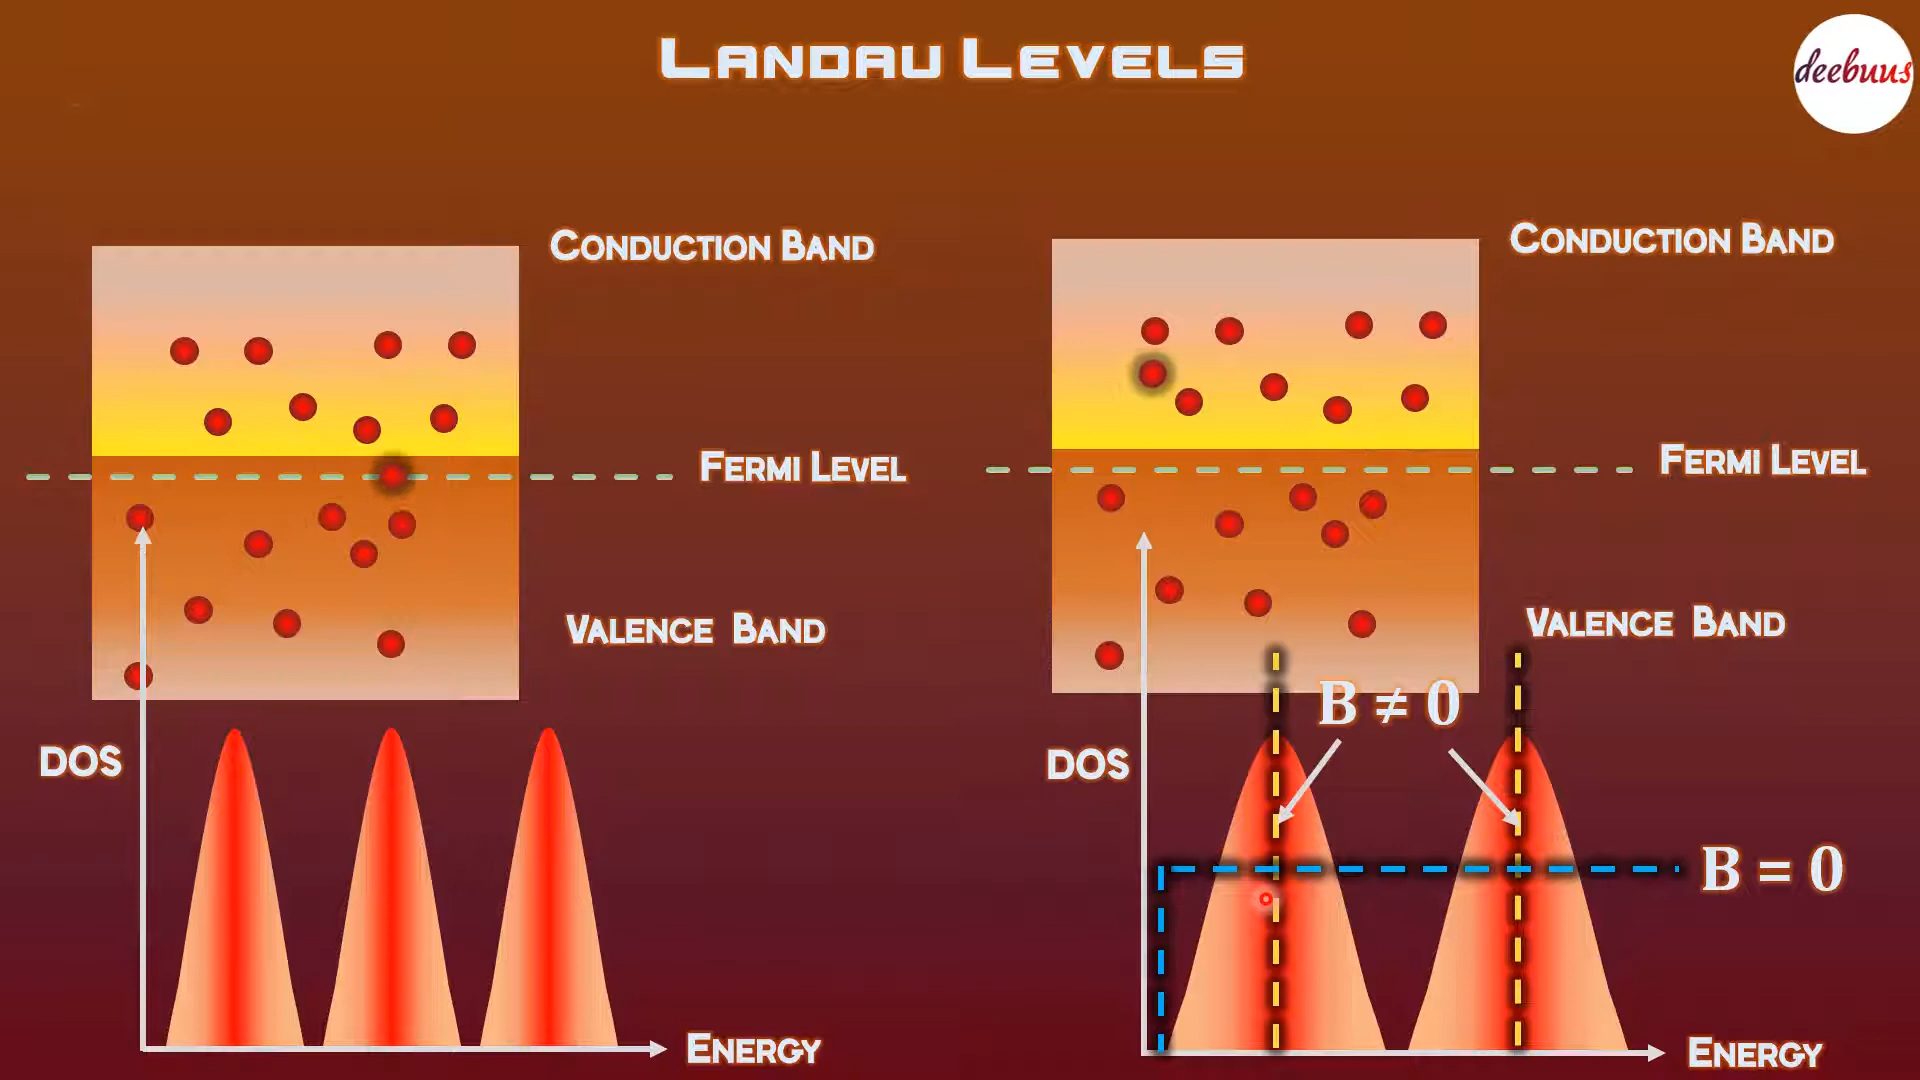 LANDAU LEVELS
deebuus
CONDUCTION BAND
FERMI LEVEL
VALENCE BAND
DOS
ENERGY
CONDUCTION BAND
FERMI LEVEL
VALENCE BAND
B ≠ 0
DOS
B = 0
ENERGY